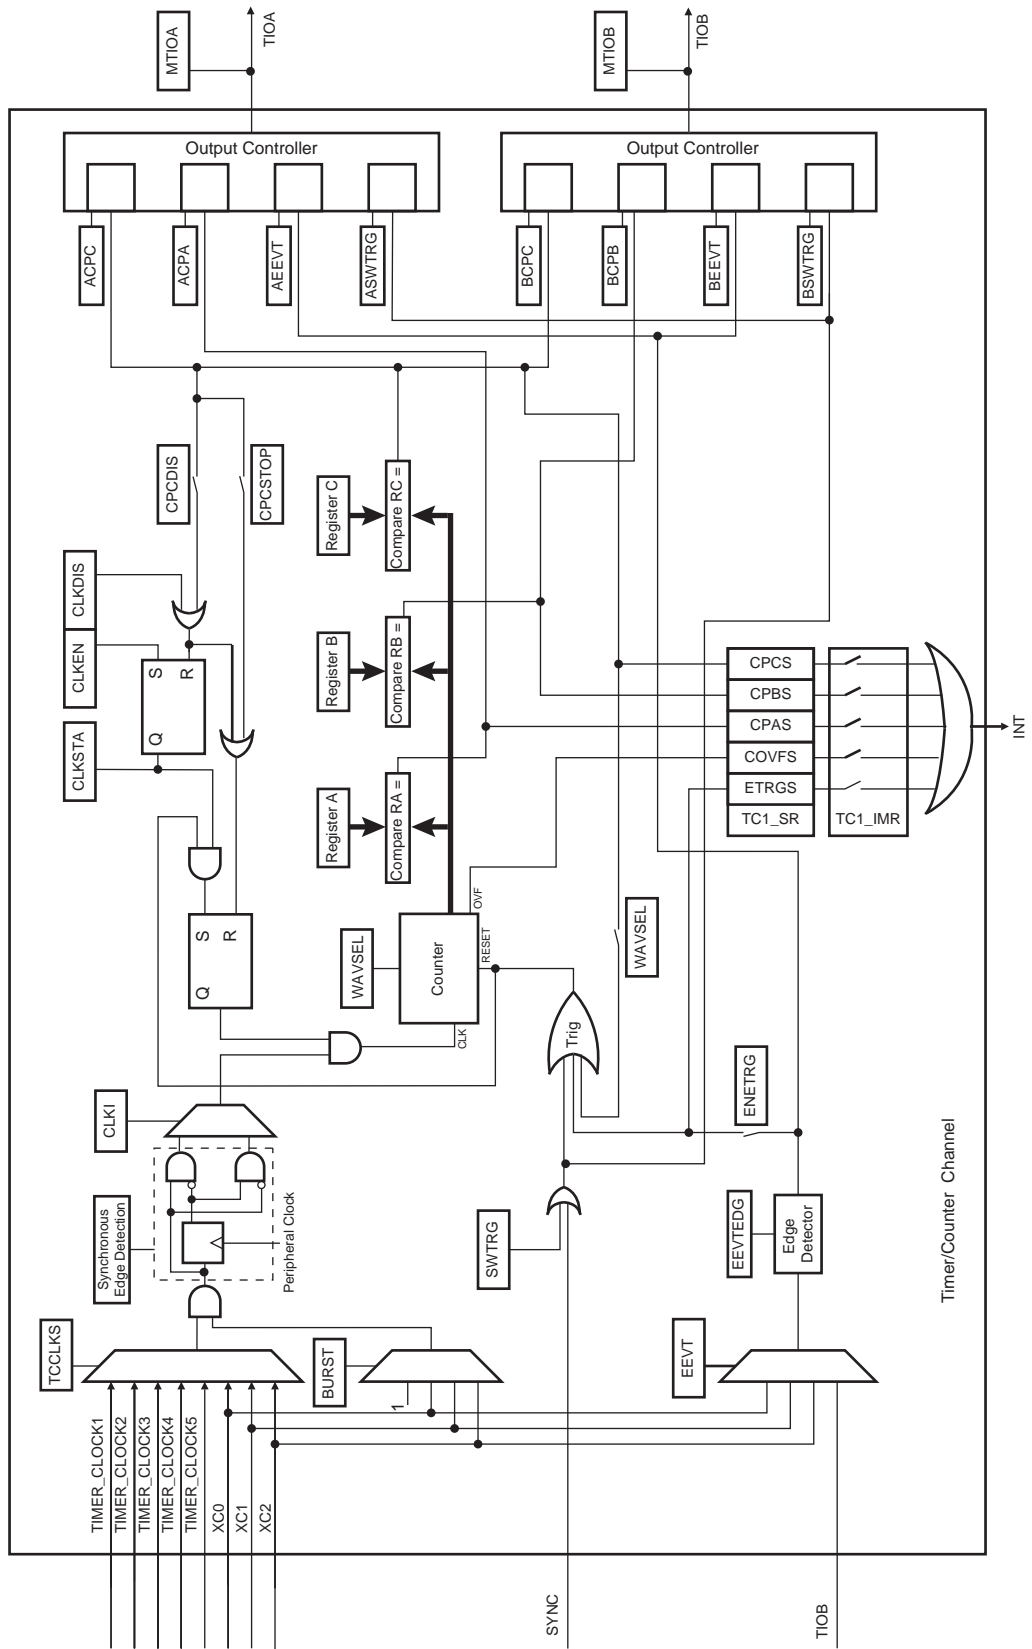 MTIOA
TIOA
MTIOB
TIOB
Output Controller
Output Controller
ACPC
ACPA
AEEVT
ASWTRG
BCPC
BCPB
BEEVT
BSWTRG
CPCDIS
CPCSTOP
CLKDIS
CLKEN
CLKSTA
S
R
Q
Register C
Compare RC =
Register B
Compare RB =
Register A
Compare RA =
CPCS
CPBS
CPAS
COVFS
ETRGS
TC1_SR
TC1_IMR
INT
S
R
Q
WAVSEL
Counter
OVF
RESET
CLK
WAVSEL
Trig
CLKI
ENETRG
Synchronous
Edge Detection
Peripheral Clock
SWTRG
EEVTEDG
Edge
Detector
Timer/Counter Channel
TCCLKS
BURST
1
EEVT
TIMER_CLOCK1
TIMER_CLOCK2
TIMER_CLOCK3
TIMER_CLOCK4
TIMER_CLOCK5
XC0
XC1
XC2
SYNC
TIOB